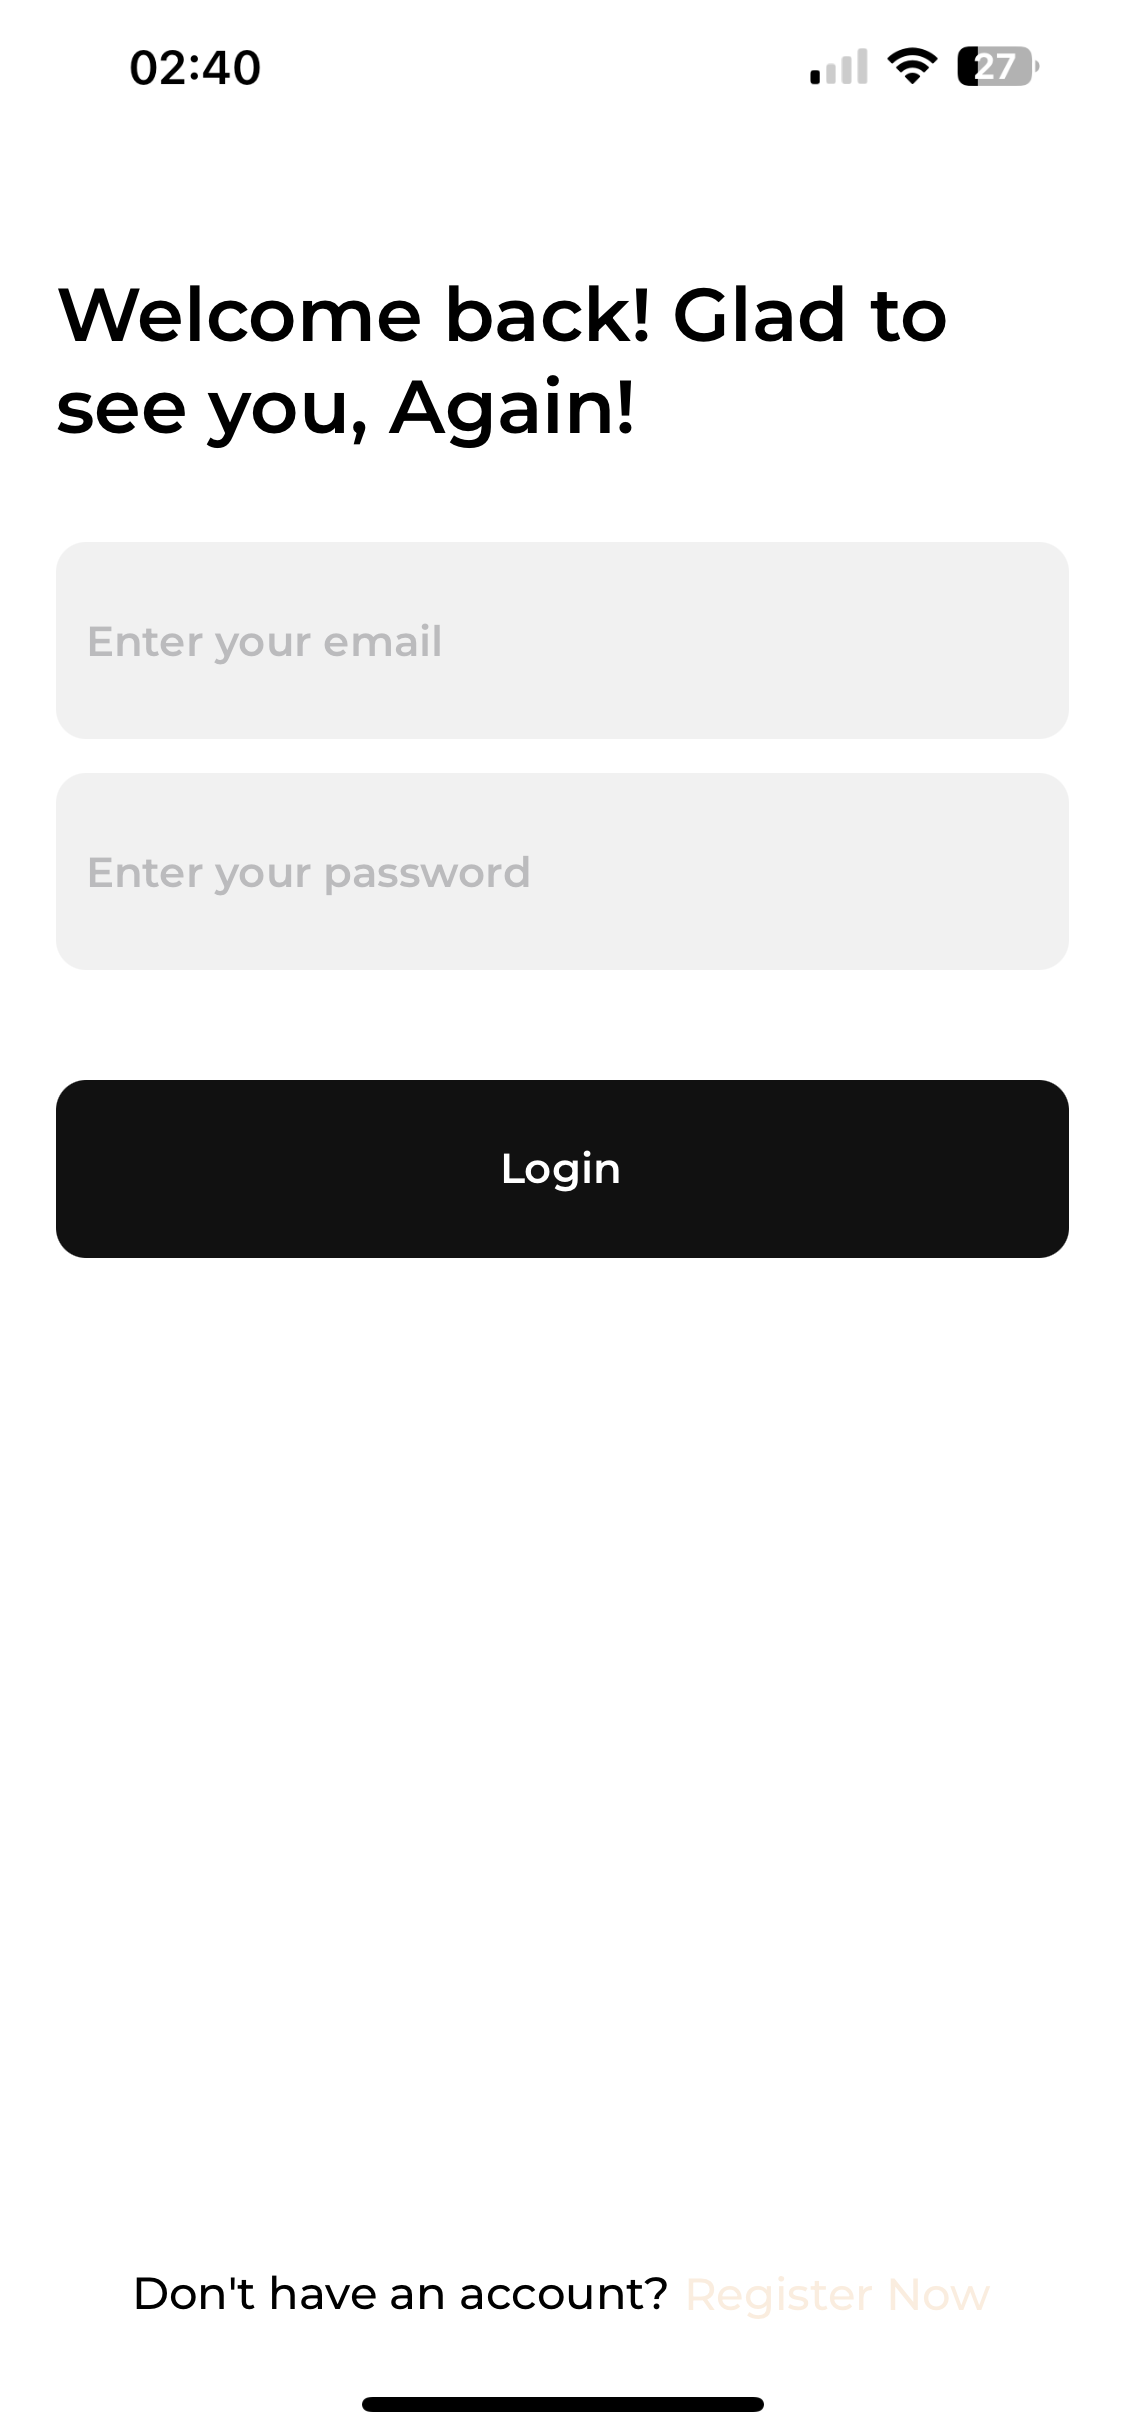 02:40
27
Welcome back! Glad to
see you, Again!
Enter your email
Enter your password
Login
Don't have an account? Register Now